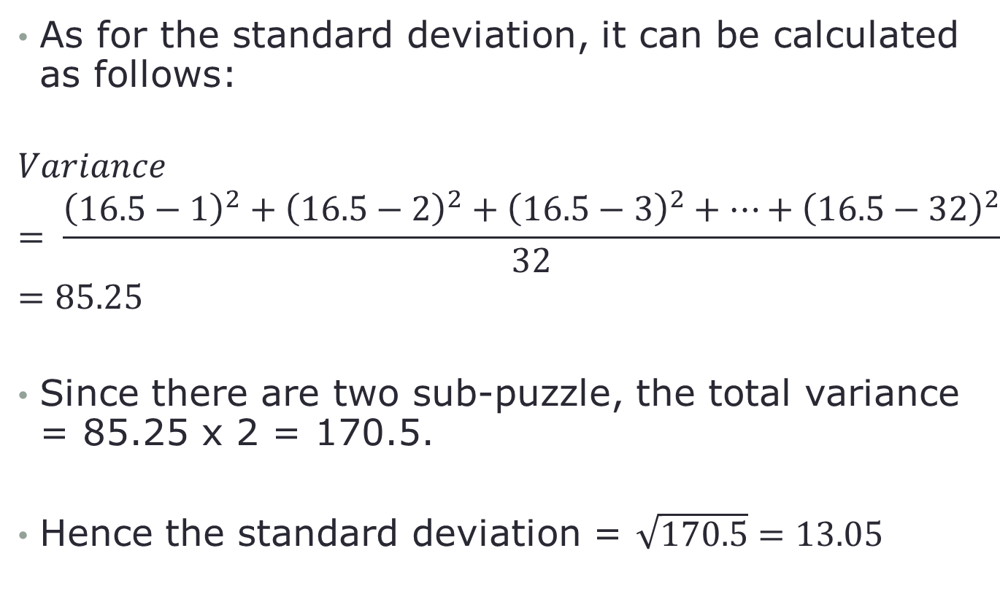 • As for the standard deviation, it can be calculated
as follows:
Variance
= \frac{(16.5 − 1)² + (16.5 − 2)² + (16.5 − 3)² + ⋯ + (16.5 − 32)²}{32}
= 85.25
• Since there are two sub-puzzle, the total variance
= 85.25 x 2 = 170.5.
• Hence the standard deviation = √170.5 = 13.05